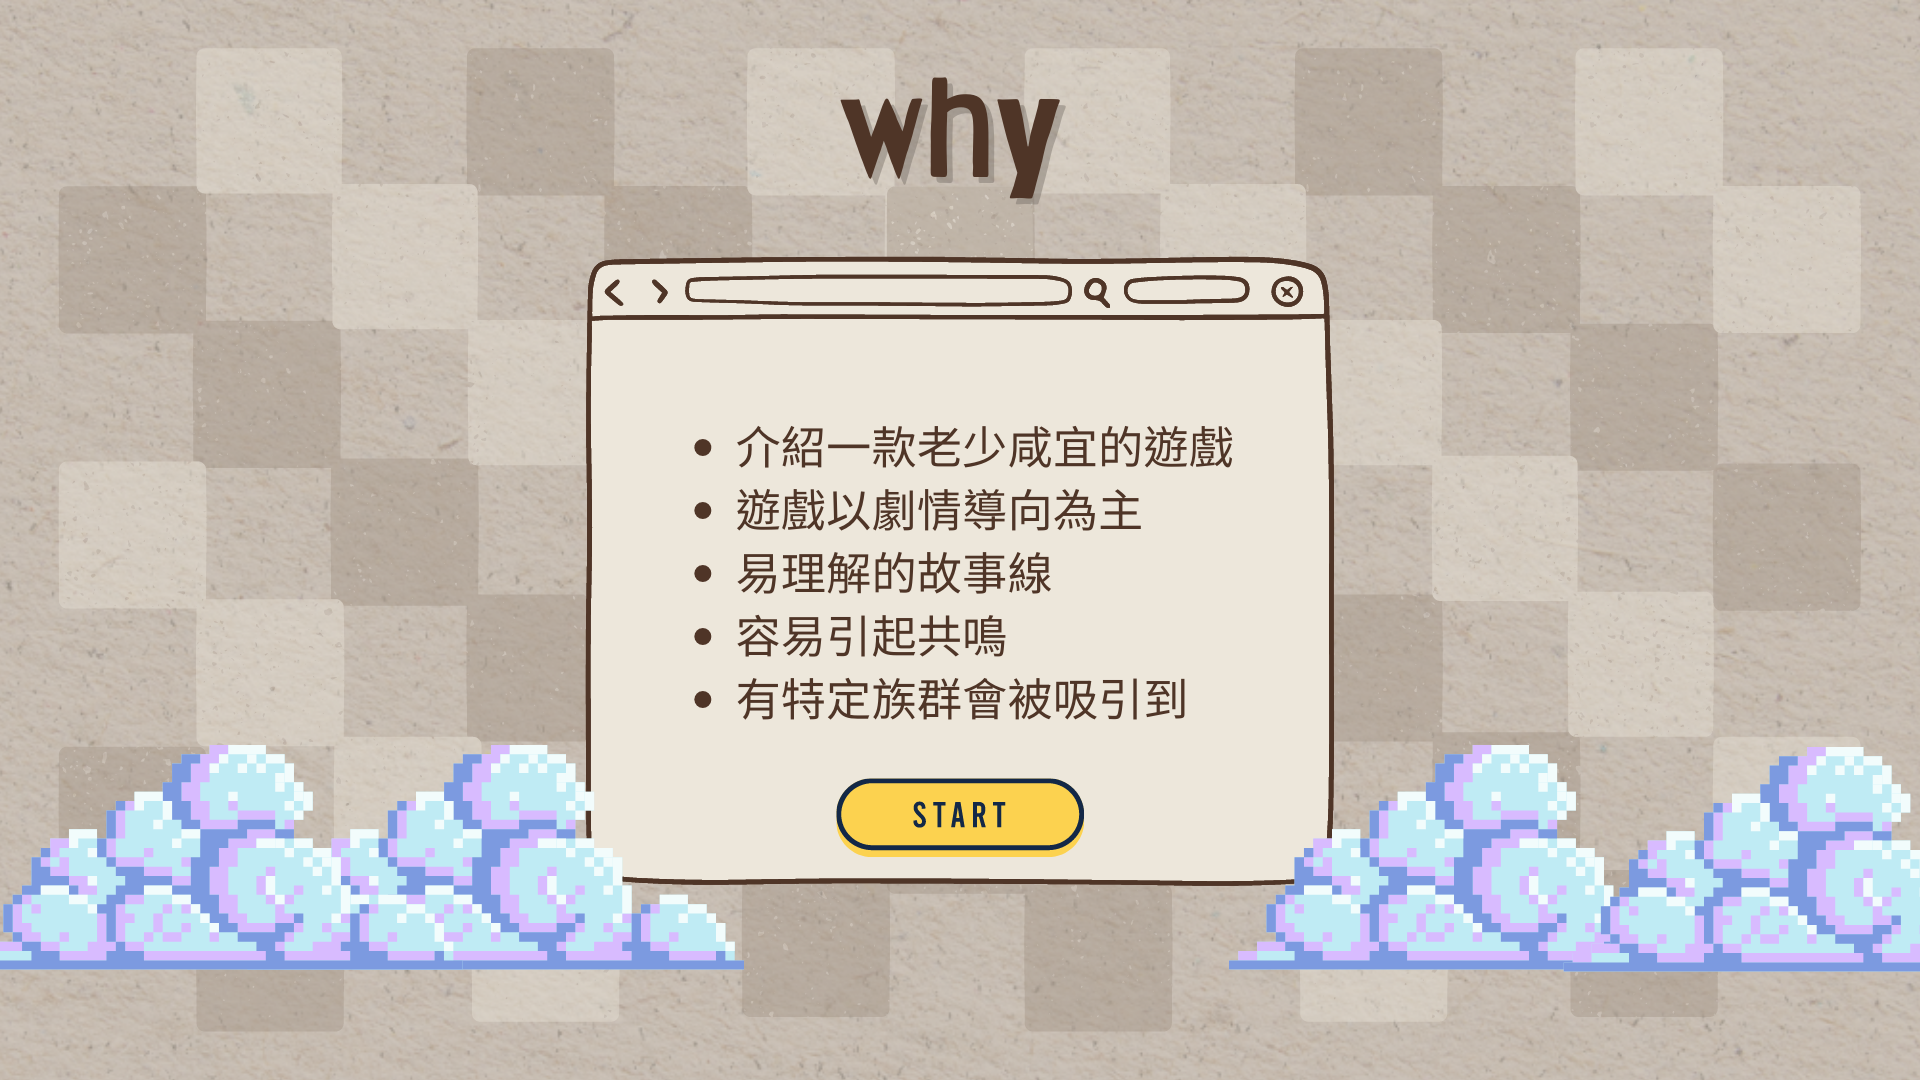 why
介紹一款老少咸宜的遊戲
遊戲以劇情導向為主
易理解的故事線
容易引起共鳴
有特定族群會被吸引到
START